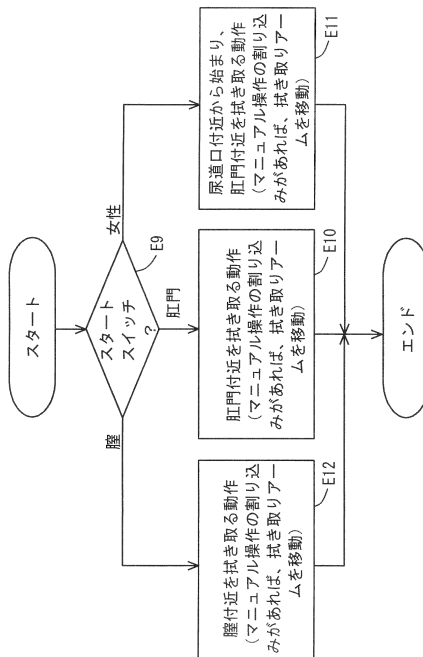 スタート
スタート
スイッチ
?
E9
膣
肛門
女性
膣付近を拭き取る動作
(マニュアル操作の割り込
みがあれば、拭き取りアー
ムを移動)
E12
肛門付近を拭き取る動作
(マニュアル操作の割り込
みがあれば、拭き取りアー
ムを移動)
E10
尿道口付近から始まり、
肛門付近を拭き取る動作
(マニュアル操作の割り込
みがあれば、拭き取りアー
ムを移動)
E11
エンド